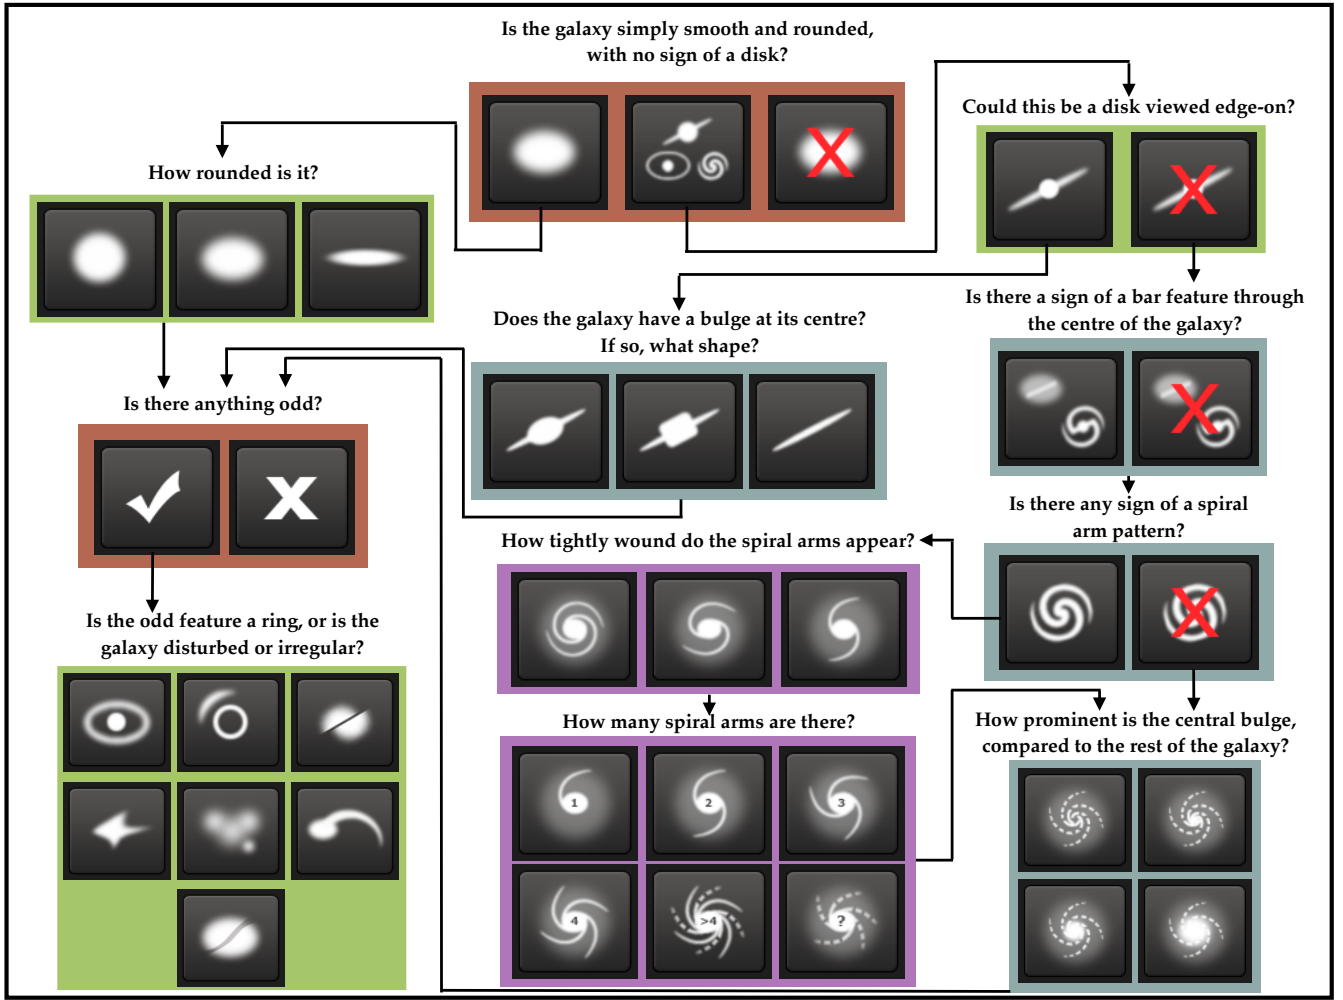 Is the galaxy simply smooth and rounded,
with no sign of a disk?
Could this be a disk viewed edge-on?
How rounded is it?
Is there a sign of a bar feature through
the centre of the galaxy?
Does the galaxy have a bulge at its centre?
If so, what shape?
Is there anything odd?
Is there any sign of a spiral
arm pattern?
How tightly wound do the spiral arms appear?
Is the odd feature a ring, or is the
galaxy disturbed or irregular?
How many spiral arms are there?
1
2
3
4
>4
?
How prominent is the central bulge,
compared to the rest of the galaxy?